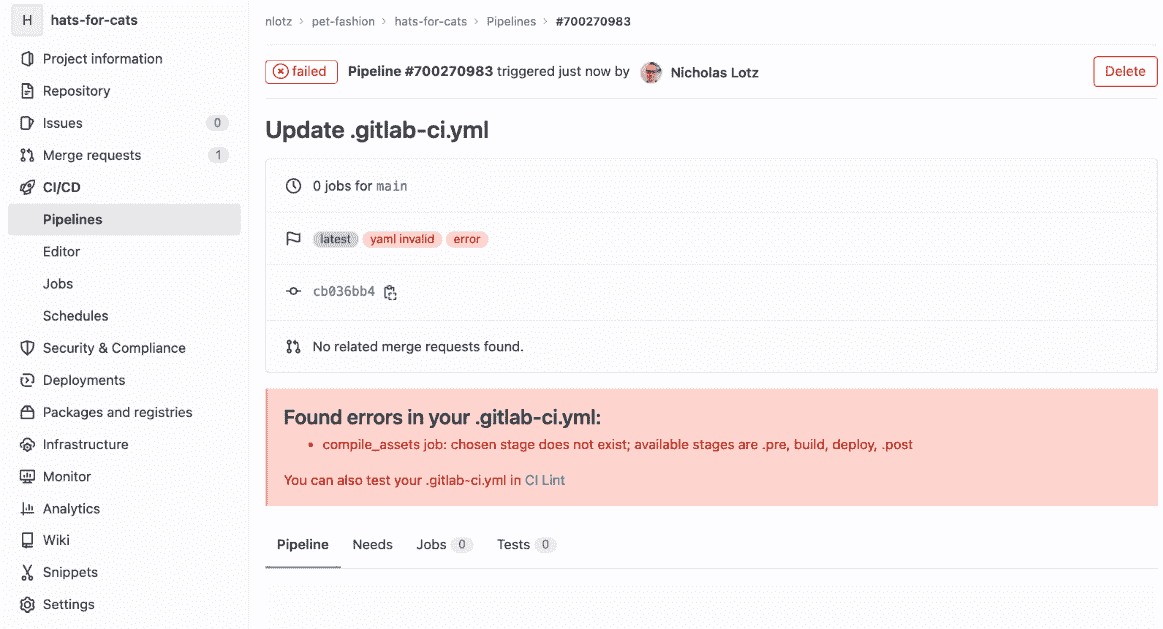 H hats-for-cats
Project information
Repository
Issues 0
Merge requests 1
CI/CD
Pipelines
Editor
Jobs
Schedules
Security & Compliance
Deployments
Packages and registries
Infrastructure
Monitor
Analytics
Wiki
Snippets
Settings
nlotz > pet-fashion > hats-for-cats > Pipelines > #700270983
failed Pipeline #700270983 triggered just now by Nicholas Lotz Delete
Update .gitlab-ci.yml
0 jobs for main
latest yaml invalid error
cb036bb4
No related merge requests found.
Found errors in your .gitlab-ci.yml:
• compile_assets job: chosen stage does not exist; available stages are .pre, build, deploy, .post
You can also test your .gitlab-ci.yml in CI Lint
Pipeline Needs Jobs 0 Tests 0